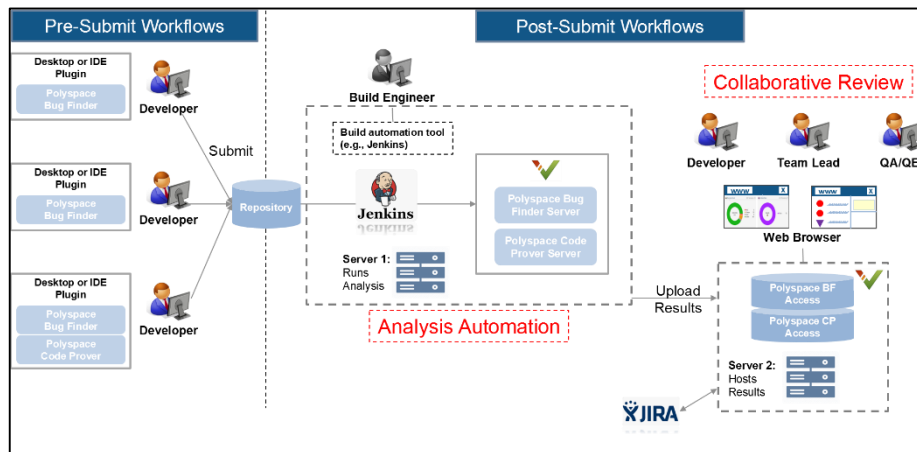 Pre-Submit Workflows
Post-Submit Workflows
Desktop or IDE
Plugin
Polyspace
Bug Finder
Developer
Desktop or IDE
Plugin
Polyspace
Bug Finder
Developer
Desktop or IDE
Plugin
Polyspace
Bug Finder
Polyspace
Code Prover
Developer
Submit
Repository
Build Engineer
Build automation tool
(e.g., Jenkins)
Jenkins
Server 1:
Runs
Analysis
Polyspace Bug
Finder Server
Polyspace Code
Prover Server
Analysis Automation
Upload
Results
Collaborative Review
Developer
Team Lead
QA/QE
www
X
www
X
Web Browser
Polyspace BF
Access
Polyspace CP
Access
Server 2:
Hosts
Results
JIRA